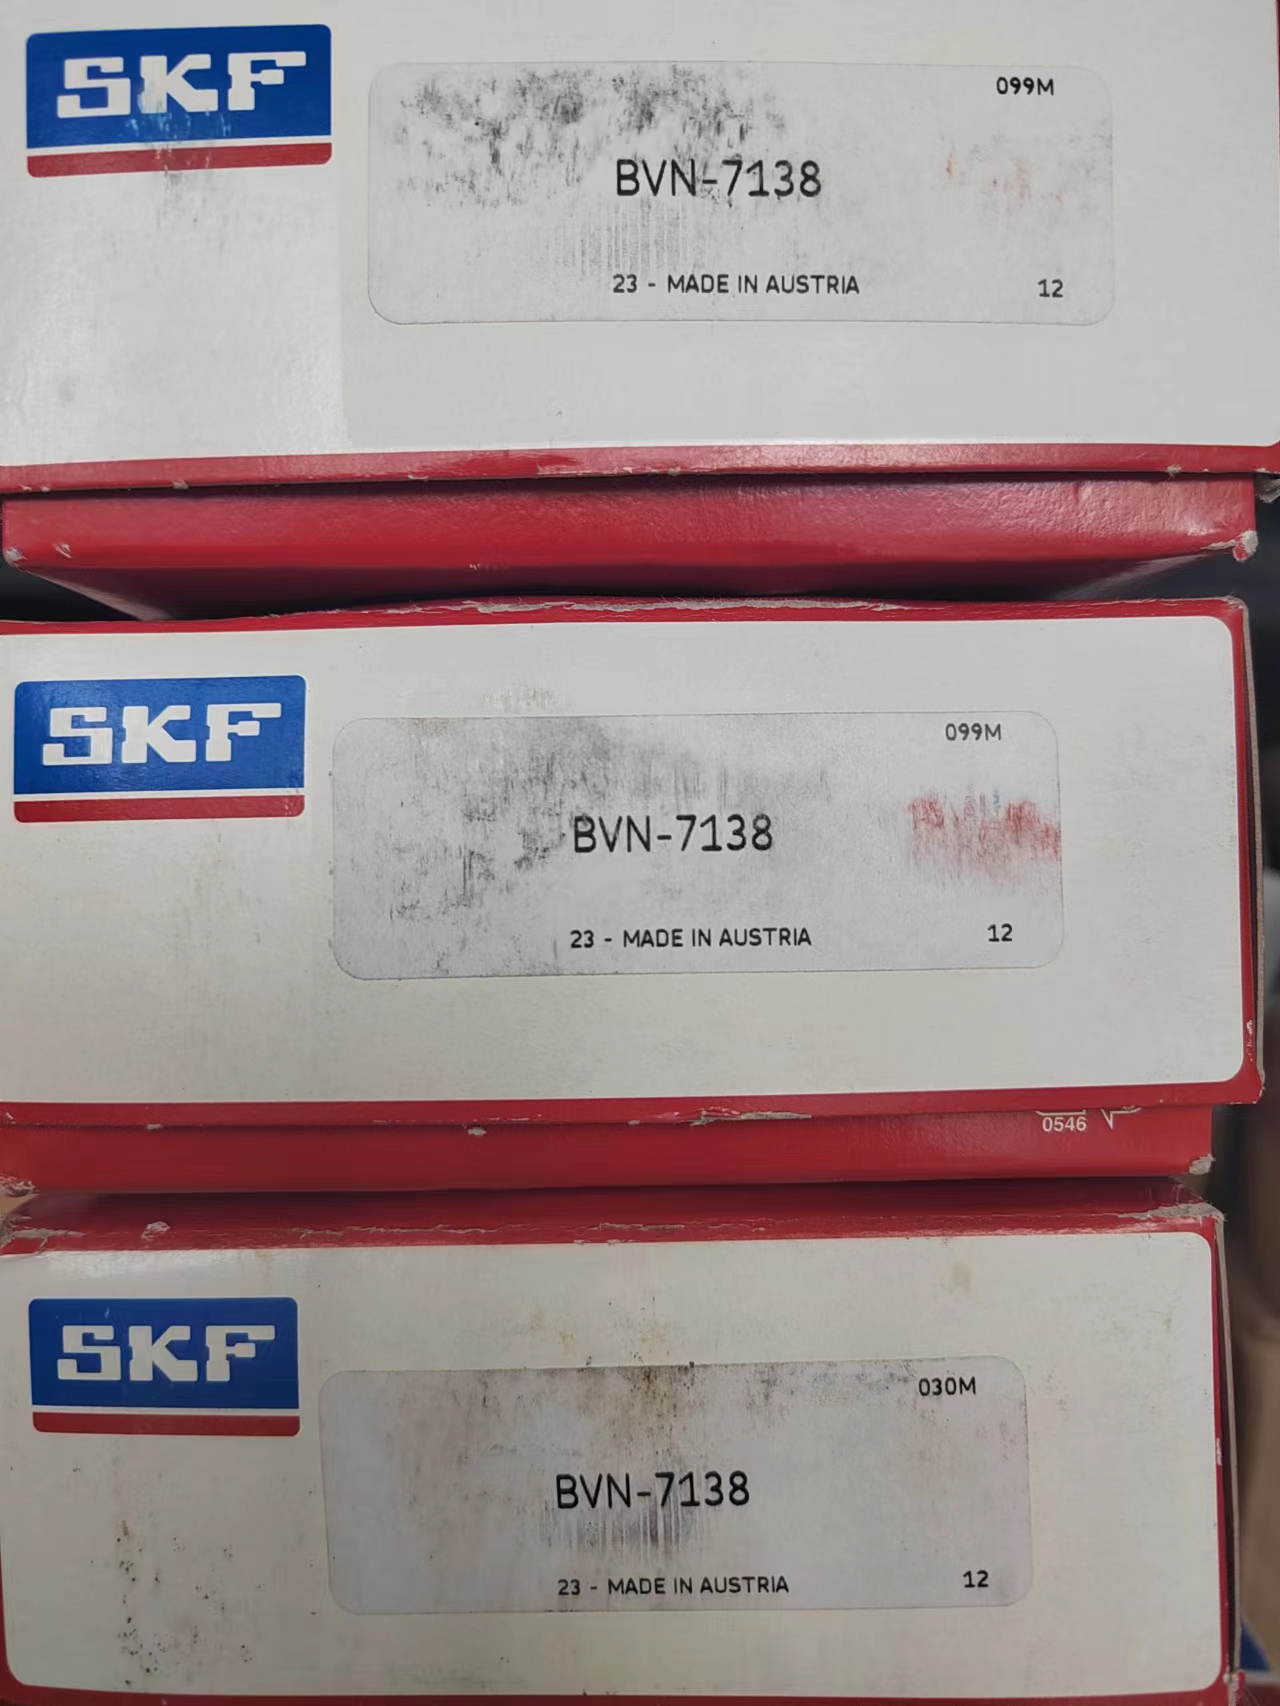 SKF
099M
BVN-7138
23 - MADE IN AUSTRIA 12
SKF
099M
BVN-7138
23 - MADE IN AUSTRIA 12
0546
SKF
030M
BVN-7138
23 - MADE IN AUSTRIA 12